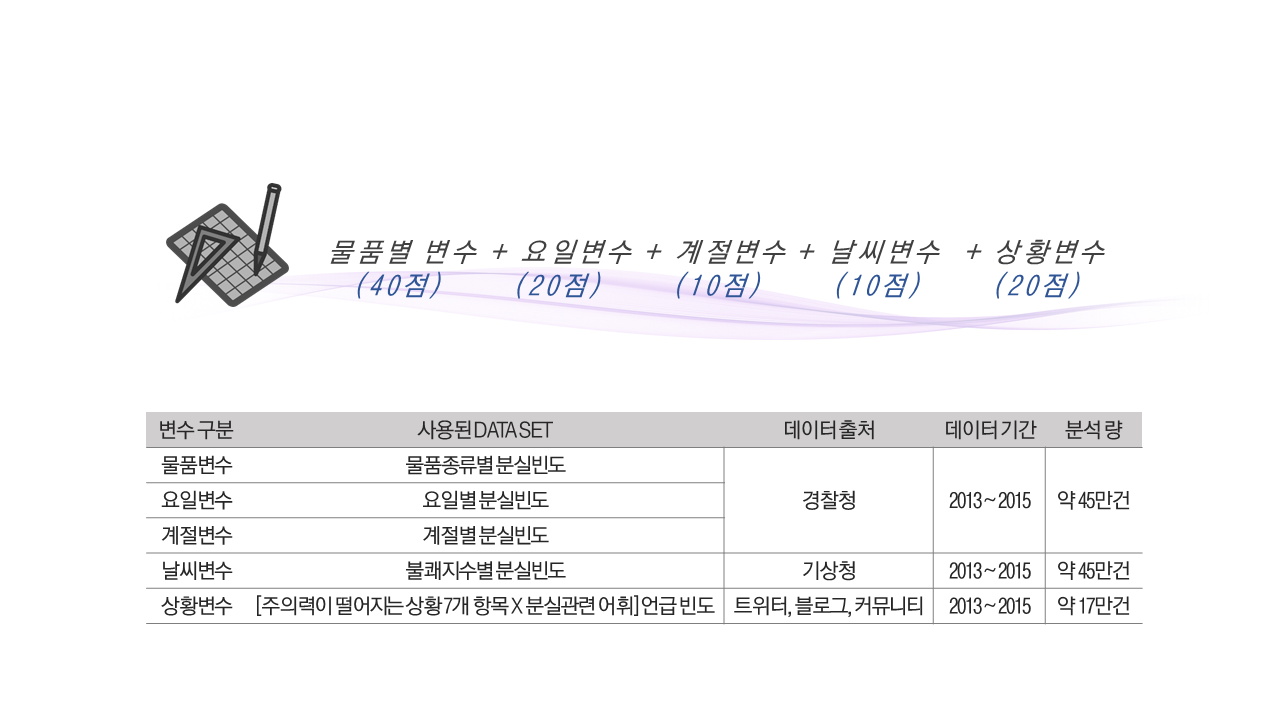 물품별 변수 + 요일변수 + 계절변수 + 날씨변수 + 상황변수
(40점) (20점) (10점) (10점) (20점)
변수 구분 사용된 DATA SET 데이터 출처 데이터 기간 분석 량
물품변수 물품종류별 분실빈도
요일변수 요일별 분실빈도 경찰청 2013~2015 약 45만건
계절변수 계절별 분실빈도
날씨변수 불쾌지수별 분실빈도 기상청 2013~2015 약 45만건
상황변수 [주의력이 떨어지는 상황 7개 항목 X 분실관련 어휘] 언급 빈도 트위터, 블로그, 커뮤니티 2013~2015 약 17만건